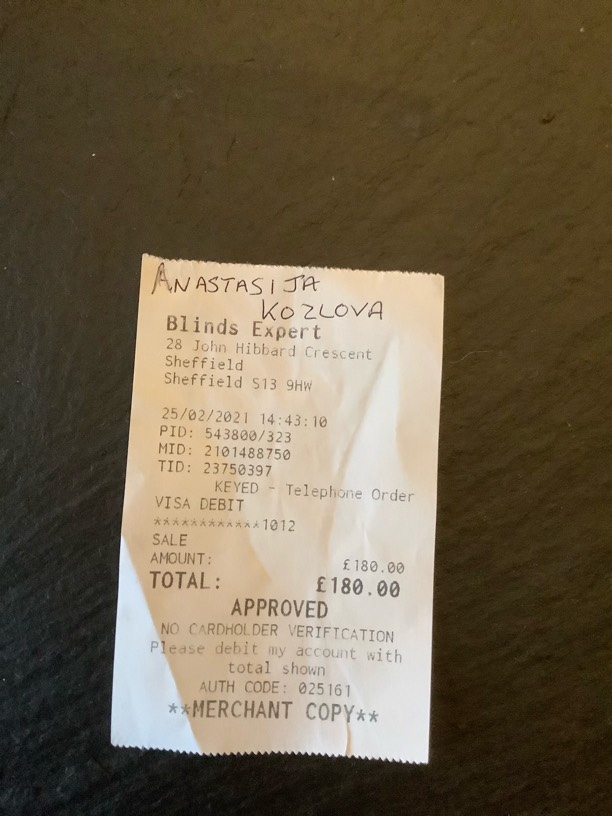 ANASTASIJA
KOZLOVA
Blinds Expert
28 John Hibbard Crescent
Sheffield
Sheffield S13 9HW
25/02/2021 14:43:10
PID: 543800/323
MID: 2101488750
TID: 23750397
KEYED - Telephone Order
VISA DEBIT
************1012
SALE
AMOUNT: £180.00
TOTAL: £180.00
APPROVED
NO CARDHOLDER VERIFICATION
Please debit my account with
total shown
AUTH CODE: 025161
**MERCHANT COPY**